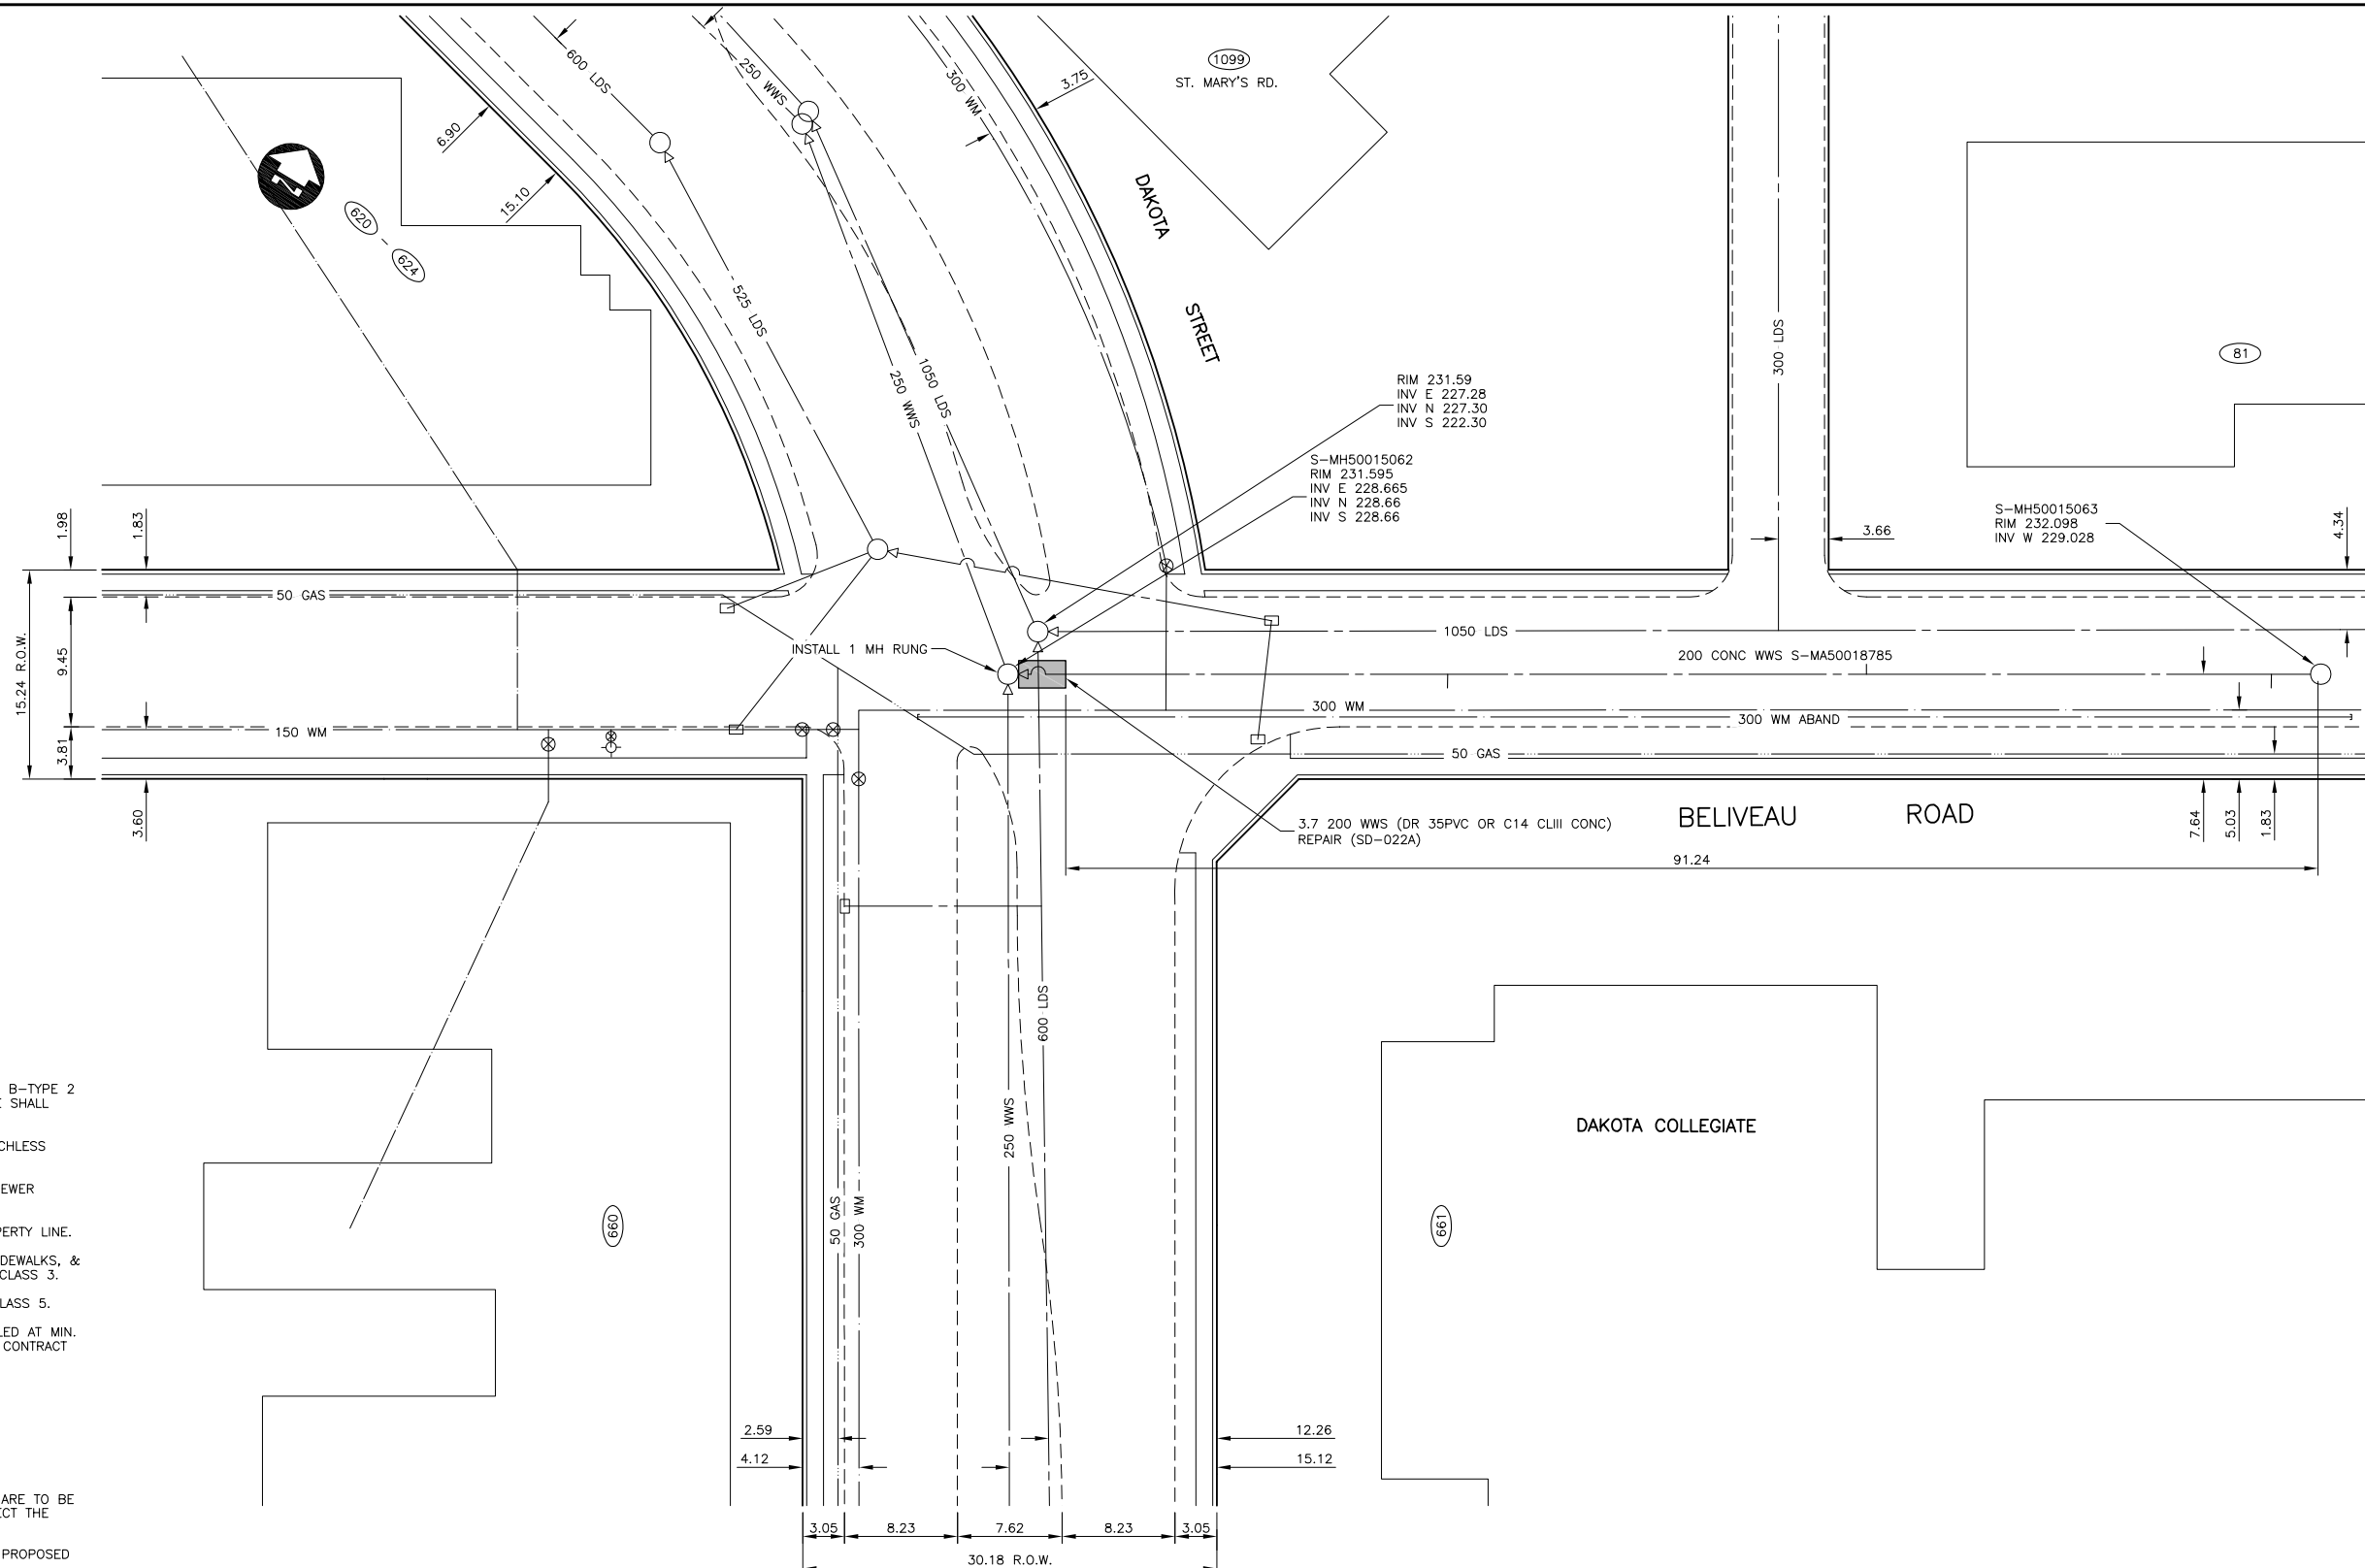 600 LDS
250 WWS
300 WM
3.75
1099
ST. MARY'S RD.
6.90
15.10
N
620
-
624
DAKOTA
STREET
525 LDS
250 WWS
1050 LDS
300 LDS
81
RIM 231.59
INV E 227.28
INV N 227.30
INV S 222.30
S-MH50015062
RIM 231.595
INV E 228.665
INV N 228.66
INV S 228.66
S-MH50015063
RIM 232.098
INV W 229.028
3.66
4.34
1.98
1.83
50 GAS
15.24 R.O.W.
9.45
3.81
3.60
INSTALL 1 MH RUNG
1050 LDS
200 CONC WWS S-MA50018785
300 WM
300 WM ABAND
150 WM
50 GAS
3.7 200 WWS (DR 35PVC OR C14 CLIII CONC)
REPAIR (SD-022A)
BELIVEAU ROAD
7.64
5.03
1.83
91.24
600 LDS
250 WWS
50 GAS
300 WM
660
661
DAKOTA COLLEGIATE
B-TYPE 2
SHALL
CHLESS
EWER
PERTY LINE.
DEWALKS, &
CLASS 3.
LASS 5.
LED AT MIN.
CONTRACT
ARE TO BE
ECT THE
PROPOSED
2.59
4.12
12.26
15.12
3.05
8.23
7.62
8.23
3.05
30.18 R.O.W.